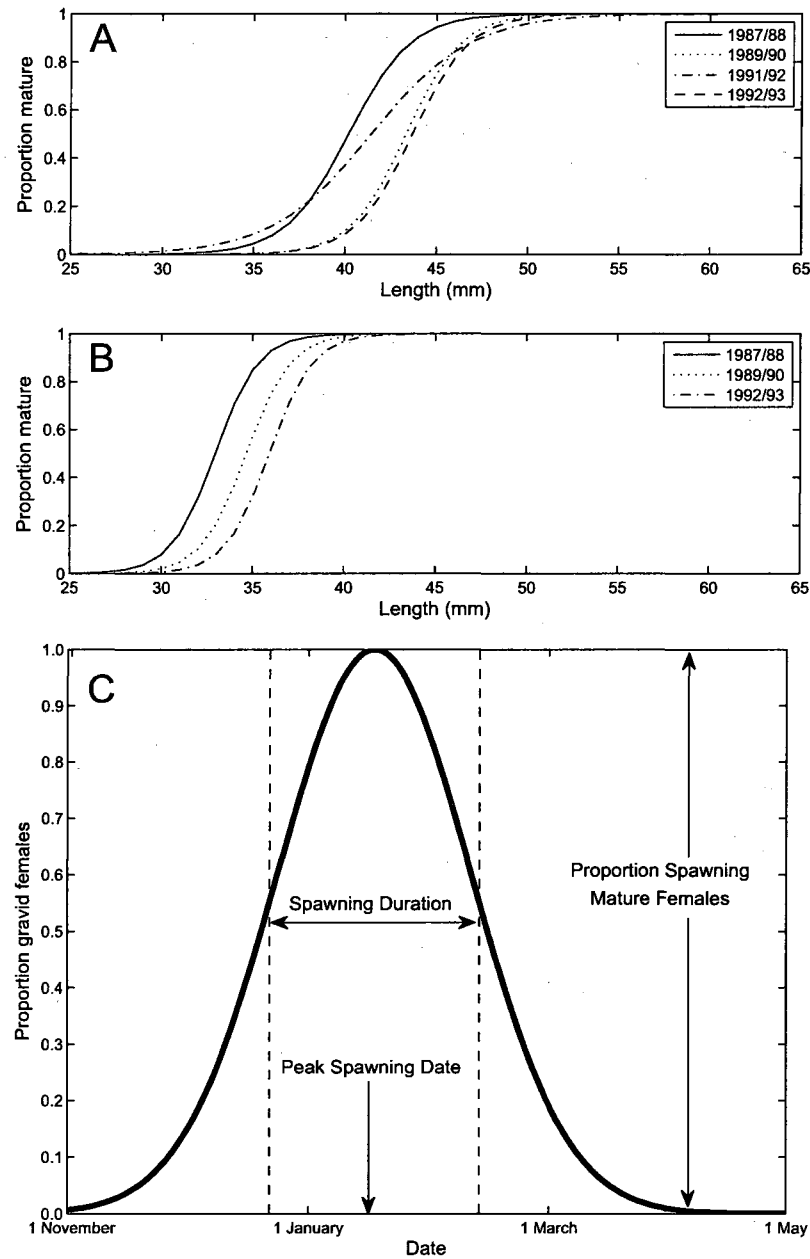 A
Proportion mature
1
0.8
0.6
0.4
0.2
0
25 30 35 40 45 50 55 60 65
Length (mm)
1987/88
1989/90
1991/92
1992/93
B
Proportion mature
1
0.8
0.6
0.4
0.2
0
25 30 35 40 45 50 55 60 65
Length (mm)
1987/88
1989/90
1992/93
C
Proportion gravid females
1.0
0.9
0.8
0.7
0.6
0.5
0.4
0.3
0.2
0.1
0.0
Proportion Spawning
Mature Females
Spawning Duration
Peak Spawning Date
1 November 1 January 1 March 1 May
Date